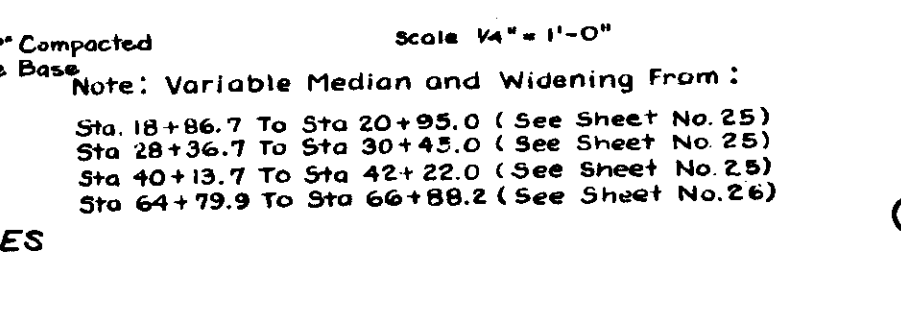 Compacted
Scale 1/4" = 1'-0"
Base
Note: Variable Median and Widening From:
Sta. 18+86.7 To Sta 20+95.0 (See Sheet No. 25)
Sta 28+36.7 To Sta 30+45.0 (See Sheet No. 25)
Sta 40+13.7 To Sta 42+22.0 (See Sheet No. 25)
Sta 64+79.9 To Sta 66+88.2 (See Sheet No. 26)
ES